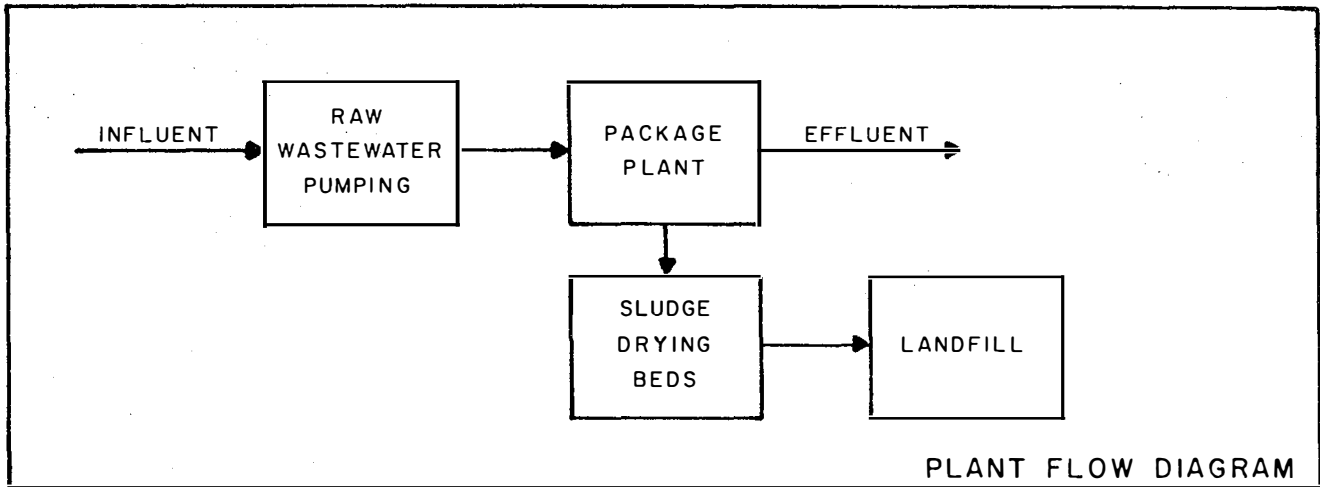 INFLUENT
RAW
WASTEWATER
PUMPING
PACKAGE
PLANT
EFFLUENT
SLUDGE
DRYING
BEDS
LANDFILL
PLANT FLOW DIAGRAM